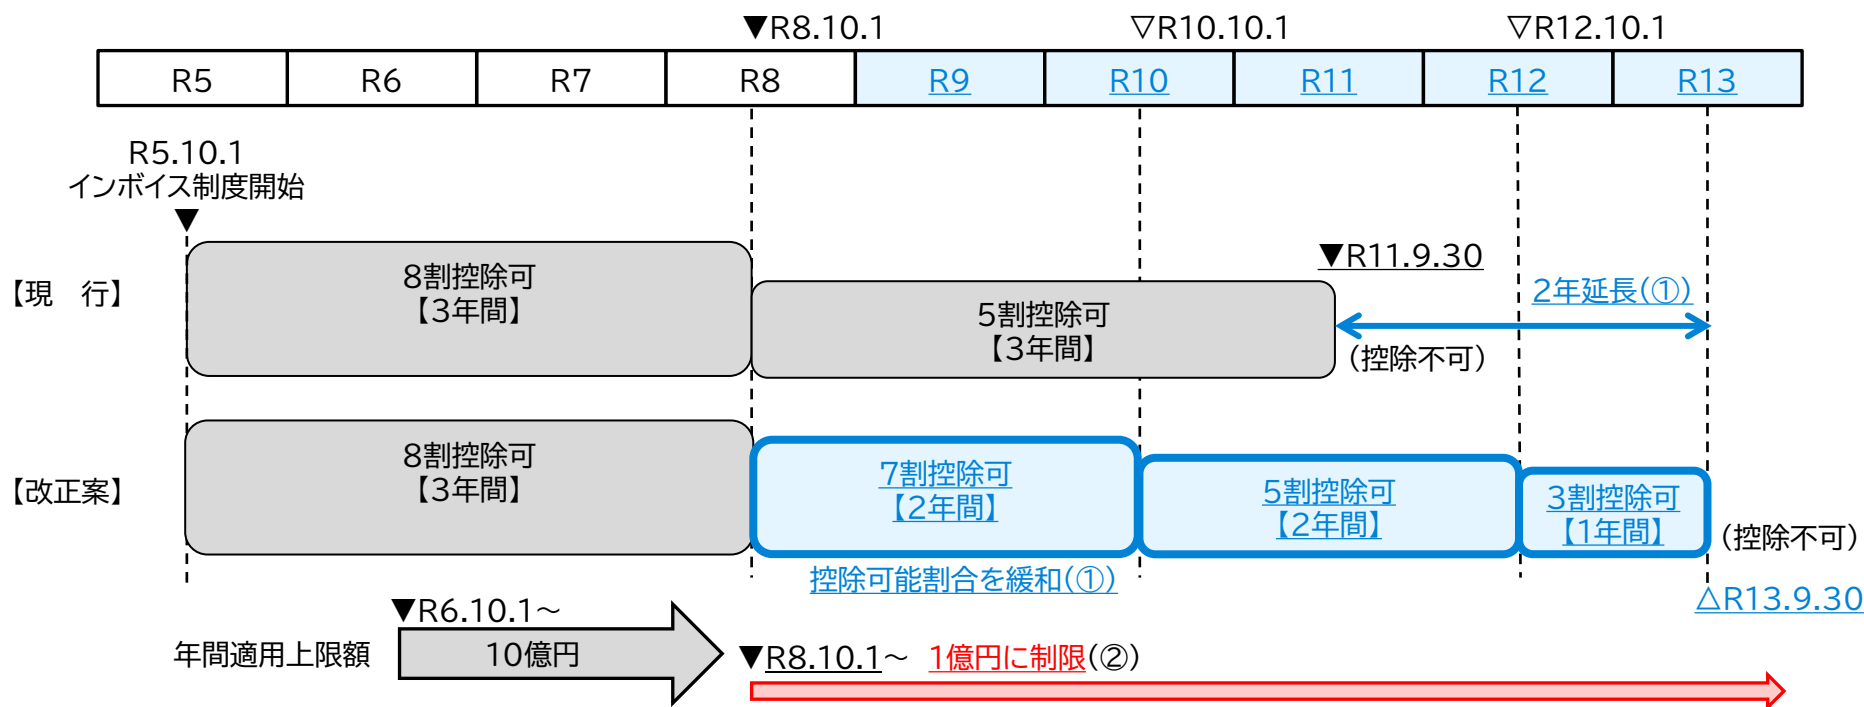 ▼R8.10.1
▽R10.10.1
▽R12.10.1
R5
R6
R7
R8
R9
R10
R11
R12
R13
R5.10.1
インボイス制度開始
▼
【現　行】
8割控除可
【3年間】
5割控除可
【3年間】
▼R11.9.30
2年延長(①)
(控除不可)
【改正案】
8割控除可
【3年間】
7割控除可
【2年間】
5割控除可
【2年間】
3割控除可
【1年間】
(控除不可)
控除可能割合を緩和(①)
△R13.9.30
▼R6.10.1～
年間適用上限額
10億円
▼R8.10.1～ 1億円に制限(②)